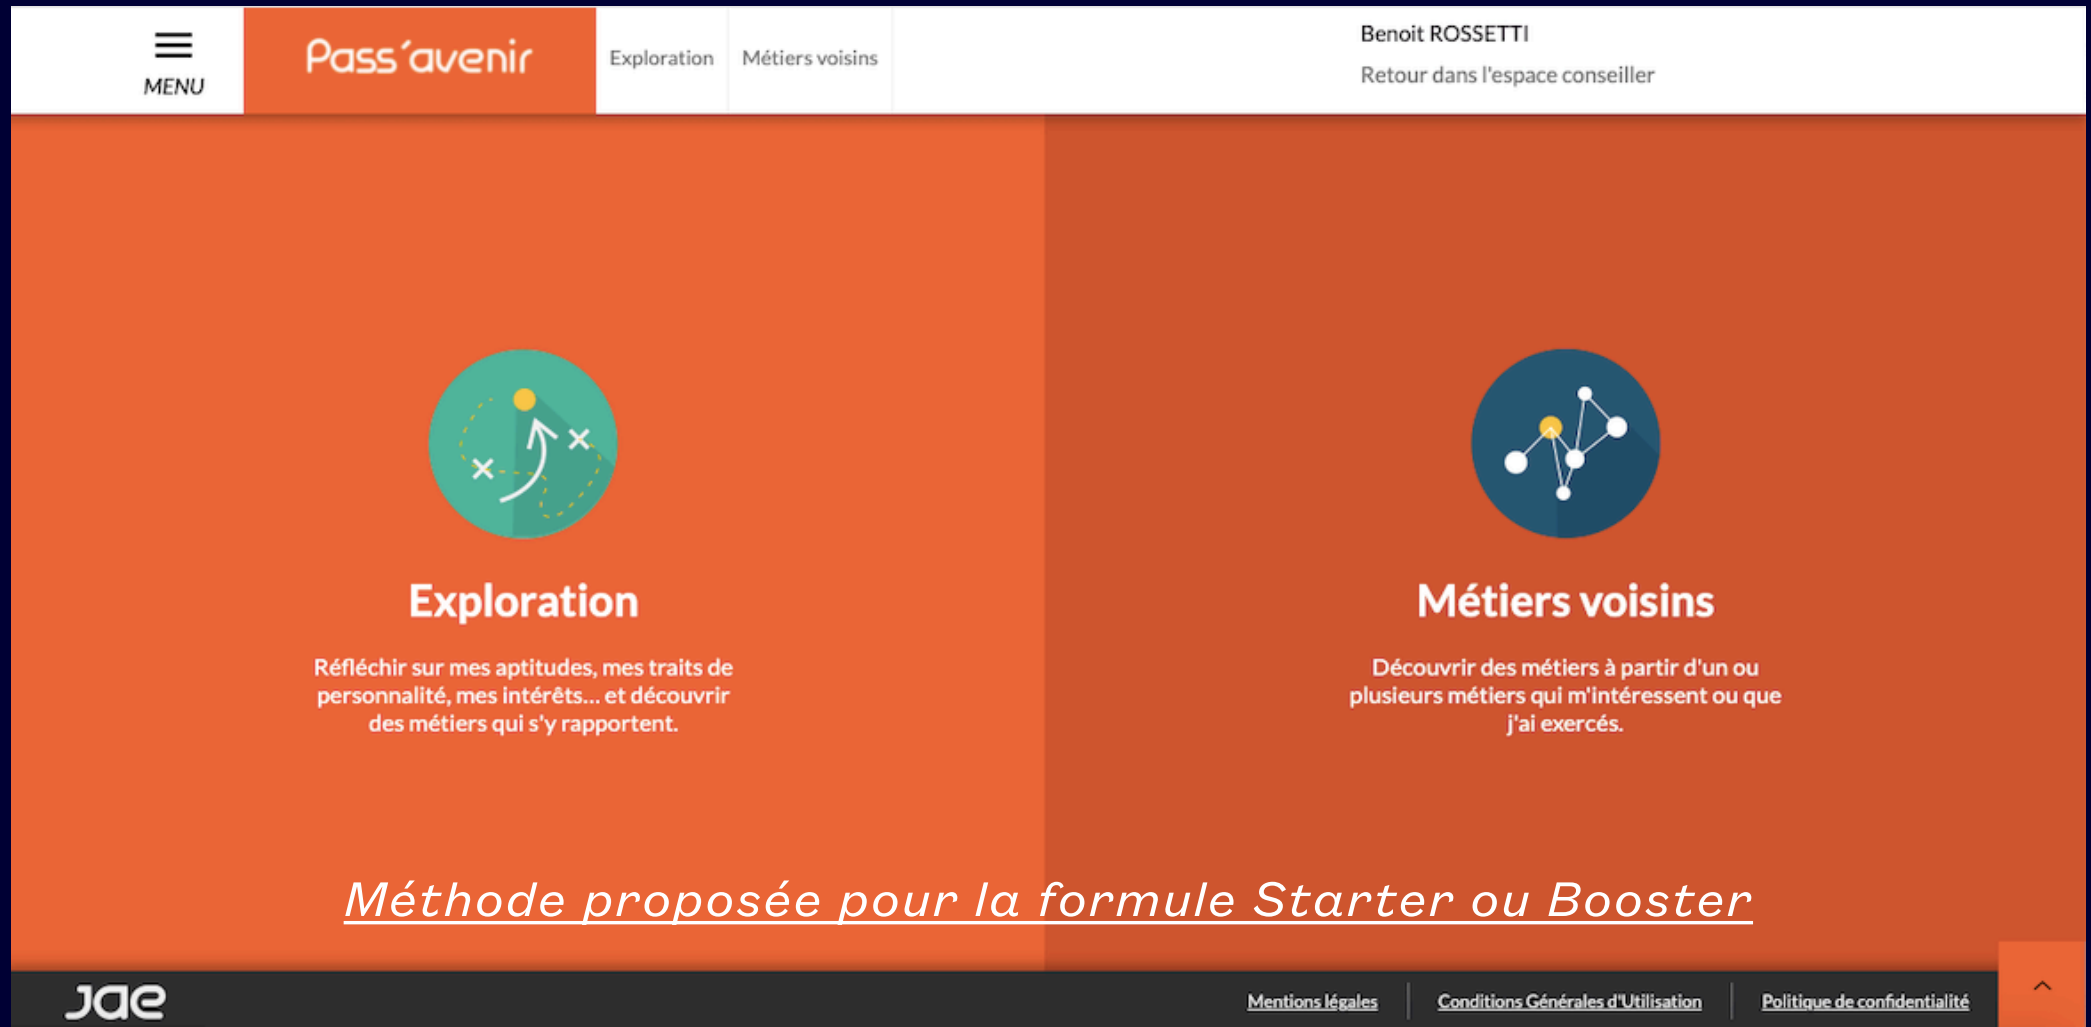 MENU
Pass'avenir
Exploration
Métiers voisins
Benoit ROSSETTI
Retour dans l'espace conseiller
Exploration
Réfléchir sur mes aptitudes, mes traits de
personnalité, mes intérêts... et découvrir
des métiers qui s'y rapportent.
Métiers voisins
Découvrir des métiers à partir d'un ou
plusieurs métiers qui m'intéressent ou que
j'ai exercés.
Méthode proposée pour la formule Starter ou Booster
Jae
Mentions légales
Conditions Générales d'Utilisation
Politique de confidentialité